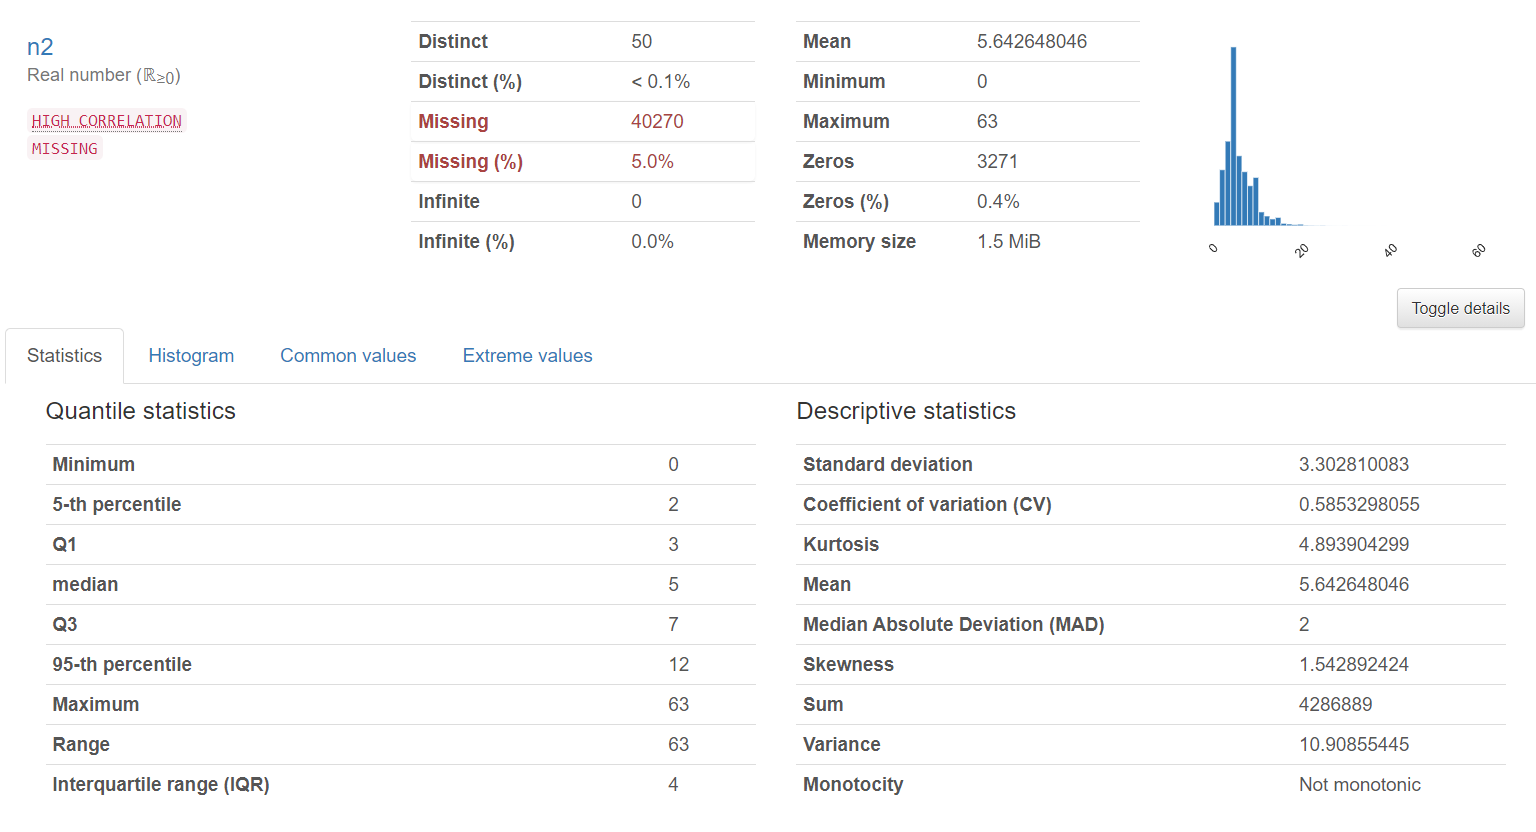 n2
Real number (ℝ≥0)
HIGH CORRELATION
MISSING
Distinct 50
Distinct (%) < 0.1%
Missing 40270
Missing (%) 5.0%
Infinite 0
Infinite (%) 0.0%
Mean 5.642648046
Minimum 0
Maximum 63
Zeros 3271
Zeros (%) 0.4%
Memory size 1.5 MiB
0 20 40 60
Toggle details
Statistics Histogram Common values Extreme values
Quantile statistics
Minimum 0
5-th percentile 2
Q1 3
median 5
Q3 7
95-th percentile 12
Maximum 63
Range 63
Interquartile range (IQR) 4
Descriptive statistics
Standard deviation 3.302810083
Coefficient of variation (CV) 0.5853298055
Kurtosis 4.893904299
Mean 5.642648046
Median Absolute Deviation (MAD) 2
Skewness 1.542892424
Sum 4286889
Variance 10.90855445
Monotocity Not monotonic